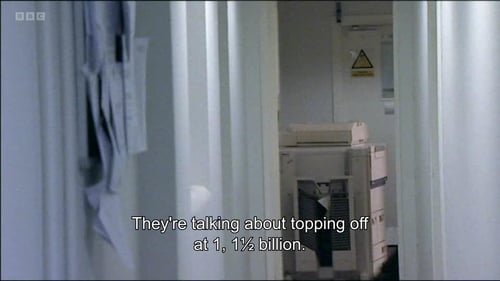 BBC
They're talking about topping off
at 1, 1½ billion.